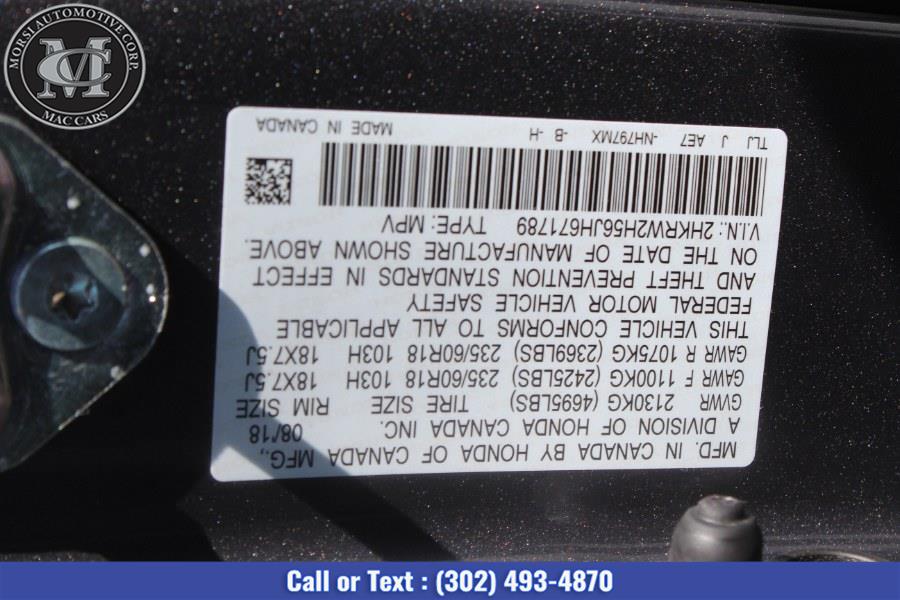 MORSI AUTOMOTIVE CORP.
MC
MAC CARS
MFD. IN CANADA BY HONDA OF CANADA MFG.,
A DIVISION OF HONDA CANADA INC. 08/18
GVWR 2130KG (4695LBS) TIRE SIZE RIM SIZE
GAWR F 1100KG (2425LBS) 235/60R18 103H 18X7.5J
GAWR R 1075KG (2369LBS) 235/60R18 103H 18X7.5J
THIS VEHICLE CONFORMS TO ALL APPLICABLE
FEDERAL MOTOR VEHICLE SAFETY
AND THEFT PREVENTION STANDARDS IN EFFECT
ON THE DATE OF MANUFACTURE SHOWN ABOVE.
V.I.N.: 2HKRW2H56JH671789 TYPE: MPV
TLJ J AE7 -NH797MX -B -H MADE IN CANADA
Call or Text : (302) 493-4870